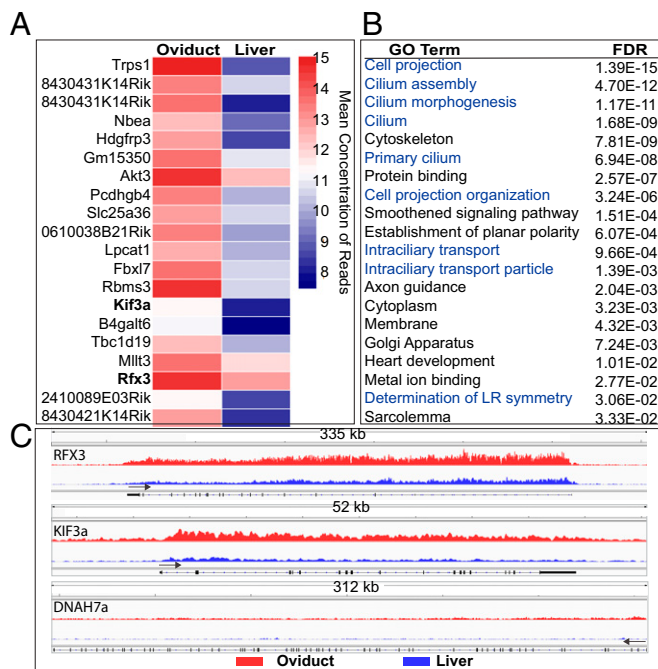 A
Oviduct Liver
Trps1
8430431K14Rik
8430431K14Rik
Nbea
Hdgfrp3
Gm15350
Akt3
Pcdhgb4
Slc25a36
0610038B21Rik
Lpcat1
Fbxl7
Rbms3
Kif3a
B4galt6
Tbc1d19
Mllt3
Rfx3
2410089E03Rik
8430421K14Rik
15
14
13
12
11
10
9
8
Mean Concentration of Reads
B
GO Term FDR
Cell projection 1.39E-15
Cilium assembly 4.70E-12
Cilium morphogenesis 1.17E-11
Cilium 1.68E-09
Cytoskeleton 7.81E-09
Primary cilium 6.94E-08
Protein binding 2.57E-07
Cell projection organization 3.24E-06
Smoothened signaling pathway 1.51E-04
Establishment of planar polarity 6.07E-04
Intraciliary transport 9.66E-04
Intraciliary transport particle 1.39E-03
Axon guidance 2.04E-03
Cytoplasm 3.23E-03
Membrane 4.32E-03
Golgi Apparatus 7.24E-03
Heart development 1.01E-02
Metal ion binding 2.77E-02
Determination of LR symmetry 3.06E-02
Sarcolemma 3.33E-02
C
335 kb
RFX3
52 kb
KIF3a
312 kb
DNAH7a
Oviduct Liver